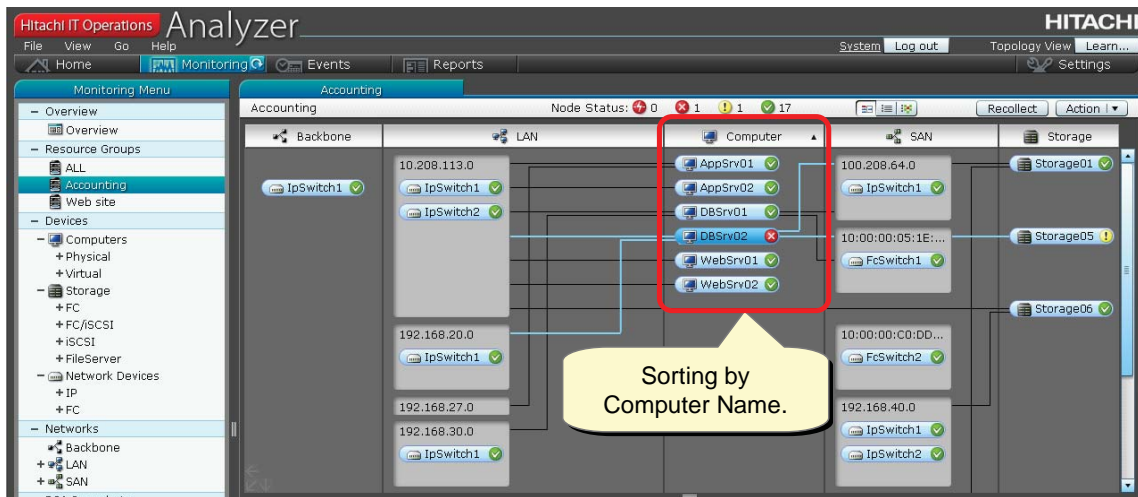 Hitachi IT Operations Analyzer
HITACHI
File View Go Help
System Log out Topology View Learn...
Home Monitoring Events Reports Settings
Monitoring Menu
Accounting
Accounting Node Status: 0 1 1 17 Recollect Action
Backbone LAN Computer SAN Storage
- Overview
Overview
- Resource Groups
ALL
Accounting
Web site
- Devices
- Computers
+ Physical
+ Virtual
- Storage
+ FC
+ FC/iSCSI
+ iSCSI
+ FileServer
- Network Devices
+ IP
+ FC
- Networks
Backbone
+ LAN
+ SAN
IpSwitch1
10.208.113.0
IpSwitch1
IpSwitch2
192.168.20.0
IpSwitch1
192.168.27.0
192.168.30.0
IpSwitch1
AppSrv01
AppSrv02
DBSrv01
DBSrv02
WebSrv01
WebSrv02
Sorting by
Computer Name.
100.208.64.0
IpSwitch1
10:00:00:05:1E:...
FcSwitch1
10:00:00:C0:DD...
FcSwitch2
192.168.40.0
IpSwitch1
IpSwitch2
Storage01
Storage05
Storage06